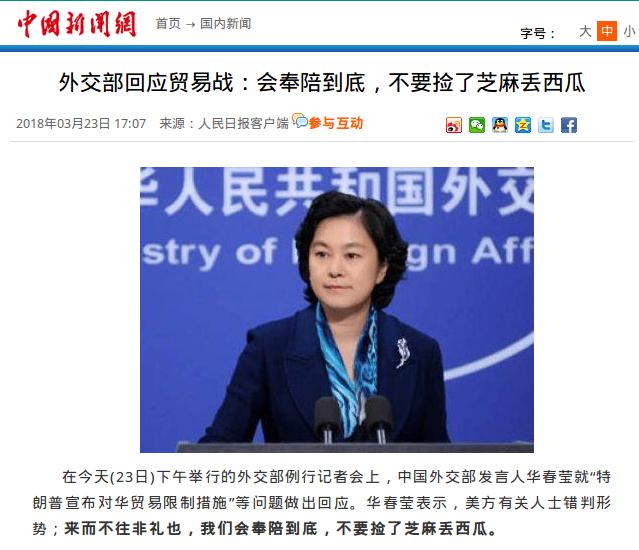 中国新闻网
首页 → 国内新闻
字号： 大 中 小
外交部回应贸易战：会奉陪到底，不要捡了芝麻丢西瓜
2018年03月23日 17:07 来源：人民日报客户端 参与互动
华人民共和国外交
stry of
gn Aff
在今天(23日)下午举行的外交部例行记者会上，中国外交部发言人华春莹就“特
朗普宣布对华贸易限制措施”等问题做出回应。华春莹表示，美方有关人士错判形
势；来而不往非礼也，我们会奉陪到底，不要捡了芝麻丢西瓜。